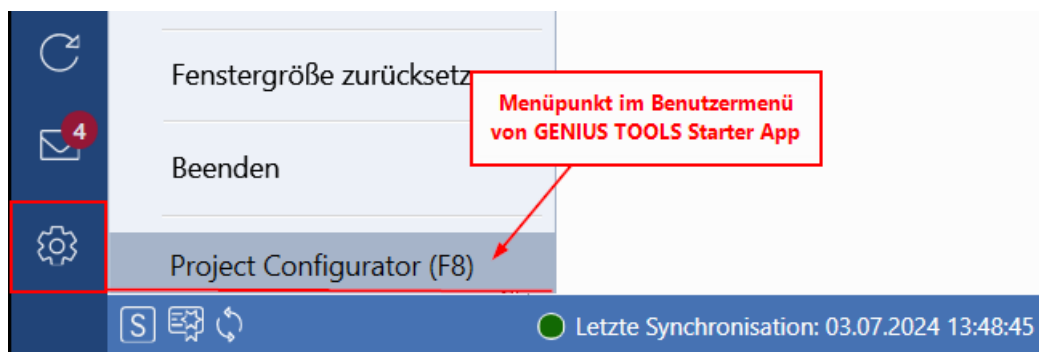 Fenstergröße zurücksetz
Menüpunkt im Benutzermenü
von GENIUS TOOLS Starter App
4
Beenden
Project Configurator (F8)
S
Letzte Synchronisation: 03.07.2024 13:48:45